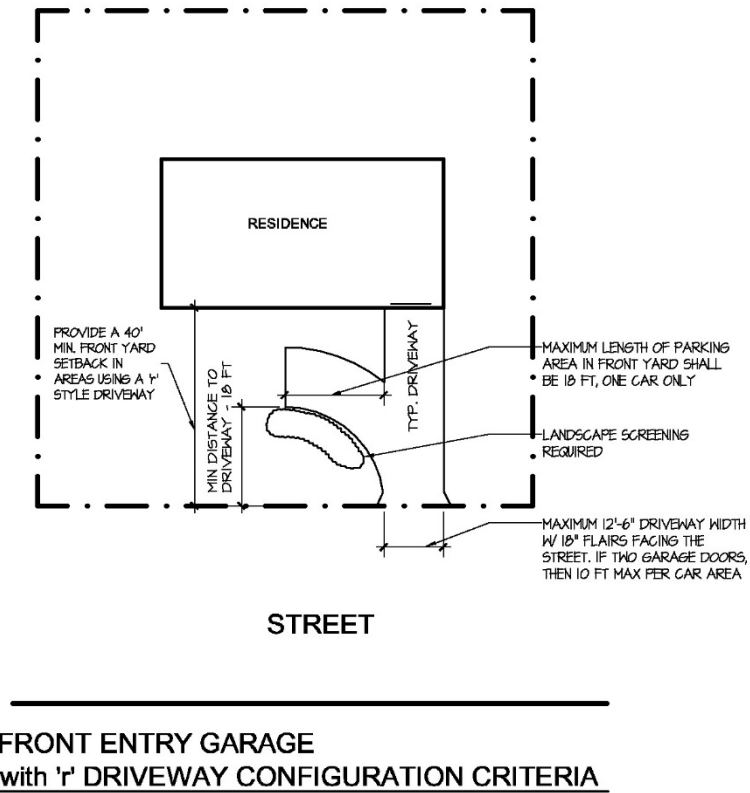 RESIDENCE
PROVIDE A 40'
MIN. FRONT YARD
SETBACK IN
AREAS USING A 'r'
STYLE DRIVEWAY
MIN DISTANCE TO
DRIVEWAY - 18 FT
TYP. DRIVEWAY
MAXIMUM LENGTH OF PARKING
AREA IN FRONT YARD SHALL
BE 18 FT, ONE CAR ONLY
LANDSCAPE SCREENING
REQUIRED
MAXIMUM 12'-6" DRIVEWAY WIDTH
W/ 18" FLAIRS FACING THE
STREET. IF TWO GARAGE DOORS,
THEN 10 FT MAX PER CAR AREA
STREET
FRONT ENTRY GARAGE
with 'r' DRIVEWAY CONFIGURATION CRITERIA